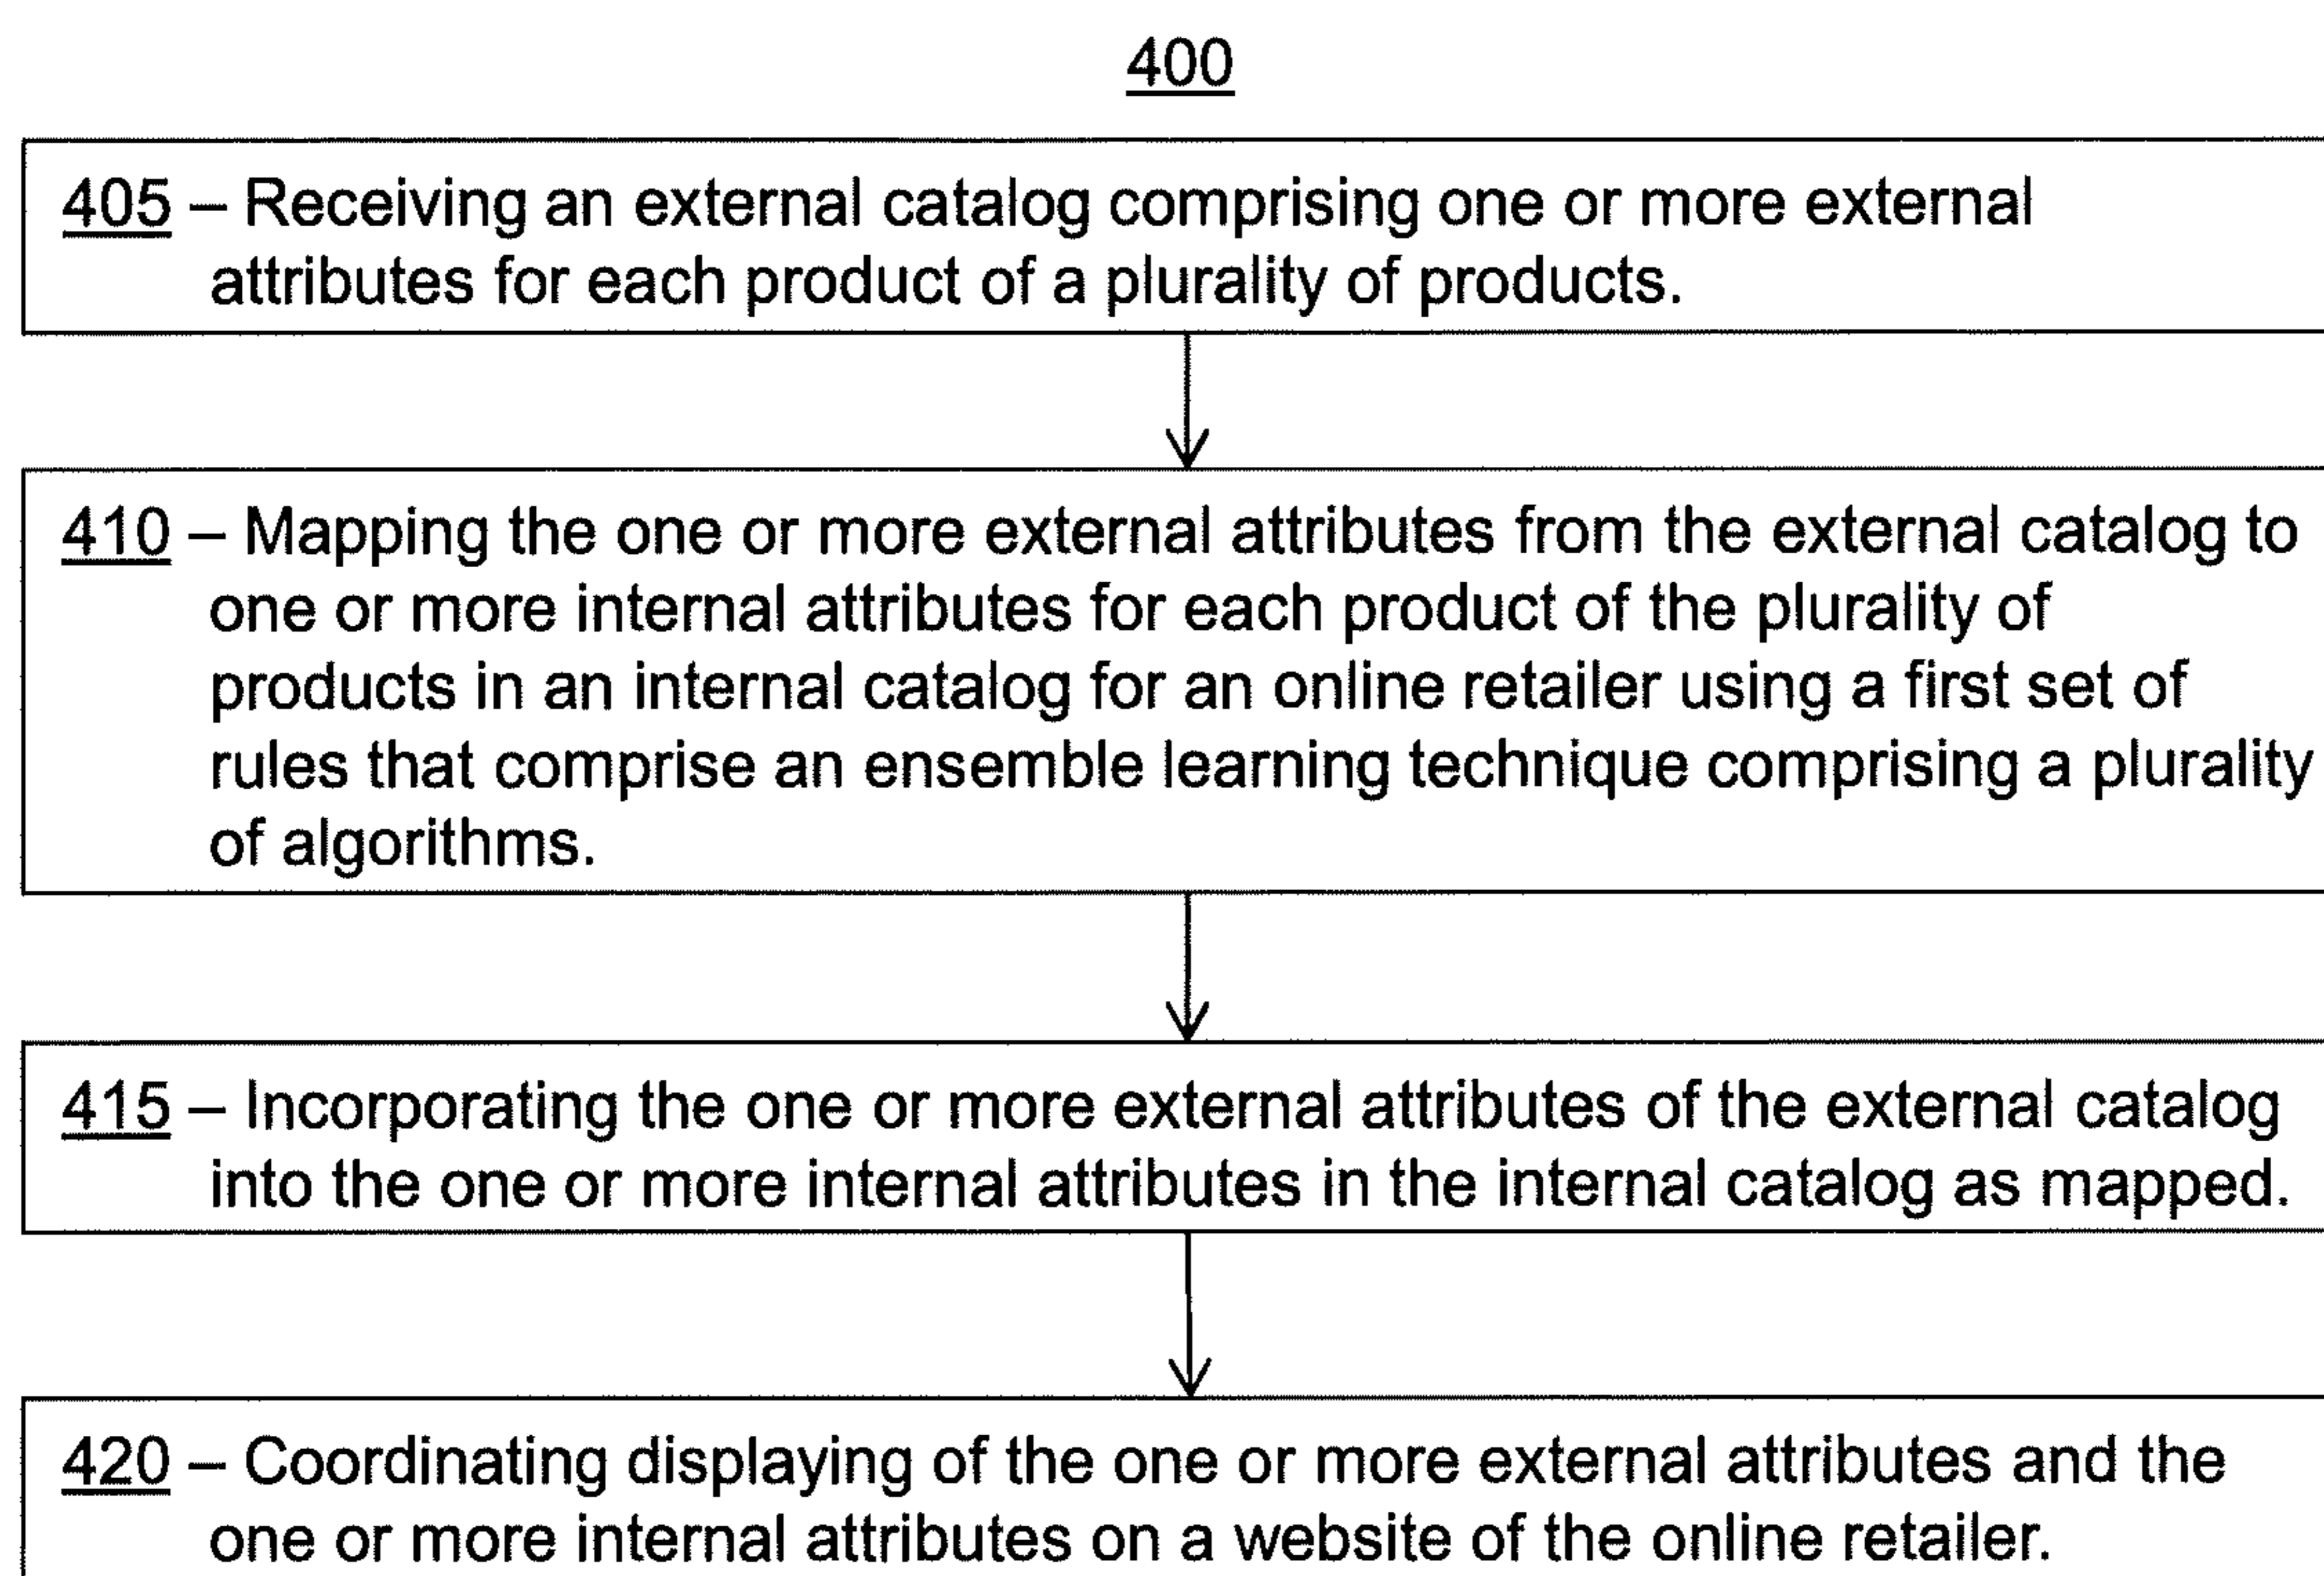 400
405 – Receiving an external catalog comprising one or more external
attributes for each product of a plurality of products.
410 – Mapping the one or more external attributes from the external catalog to
one or more internal attributes for each product of the plurality of
products in an internal catalog for an online retailer using a first set of
rules that comprise an ensemble learning technique comprising a plurality
of algorithms.
415 – Incorporating the one or more external attributes of the external catalog
into the one or more internal attributes in the internal catalog as mapped.
420 – Coordinating displaying of the one or more external attributes and the
one or more internal attributes on a website of the online retailer.